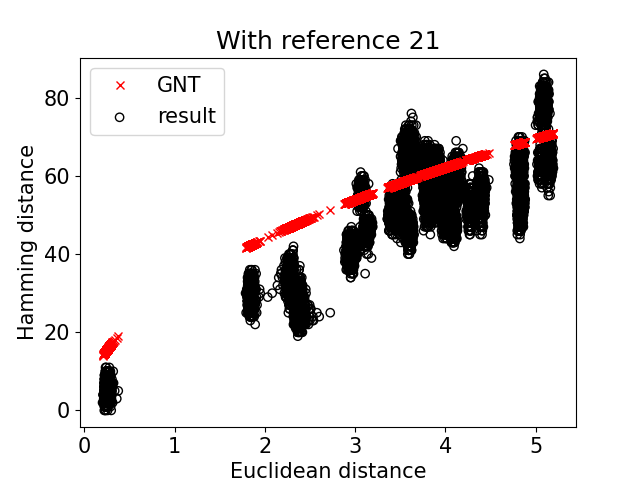 With reference 21
GNT
result
80
60
40
20
0
Hamming distance
0 1 2 3 4 5
Euclidean distance